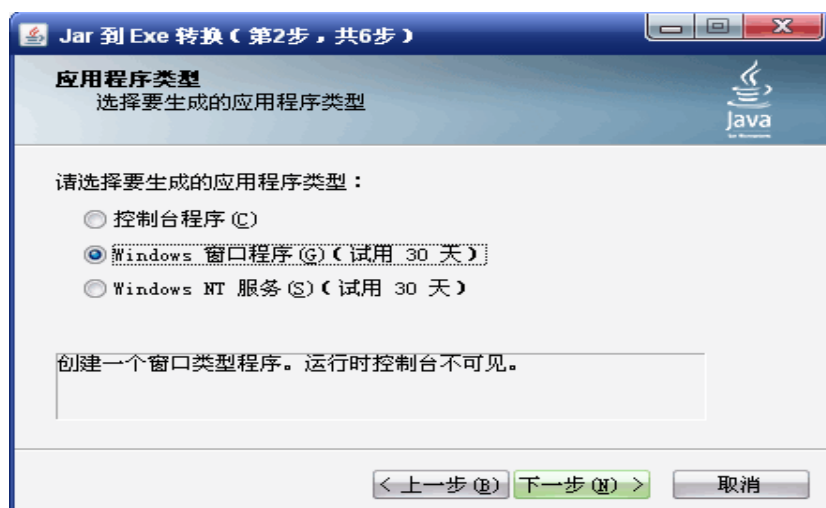 Jar 到 Exe 转换（第2步，共6步）
应用程序类型
选择要生成的应用程序类型
Java
请选择要生成的应用程序类型：
控制台程序(C)
Windows 窗口程序(G)（试用 30 天）
Windows NT 服务(S)（试用 30 天）
创建一个窗口类型程序。运行时控制台不可见。
< 上一步(B) 下一步(N) > 取消